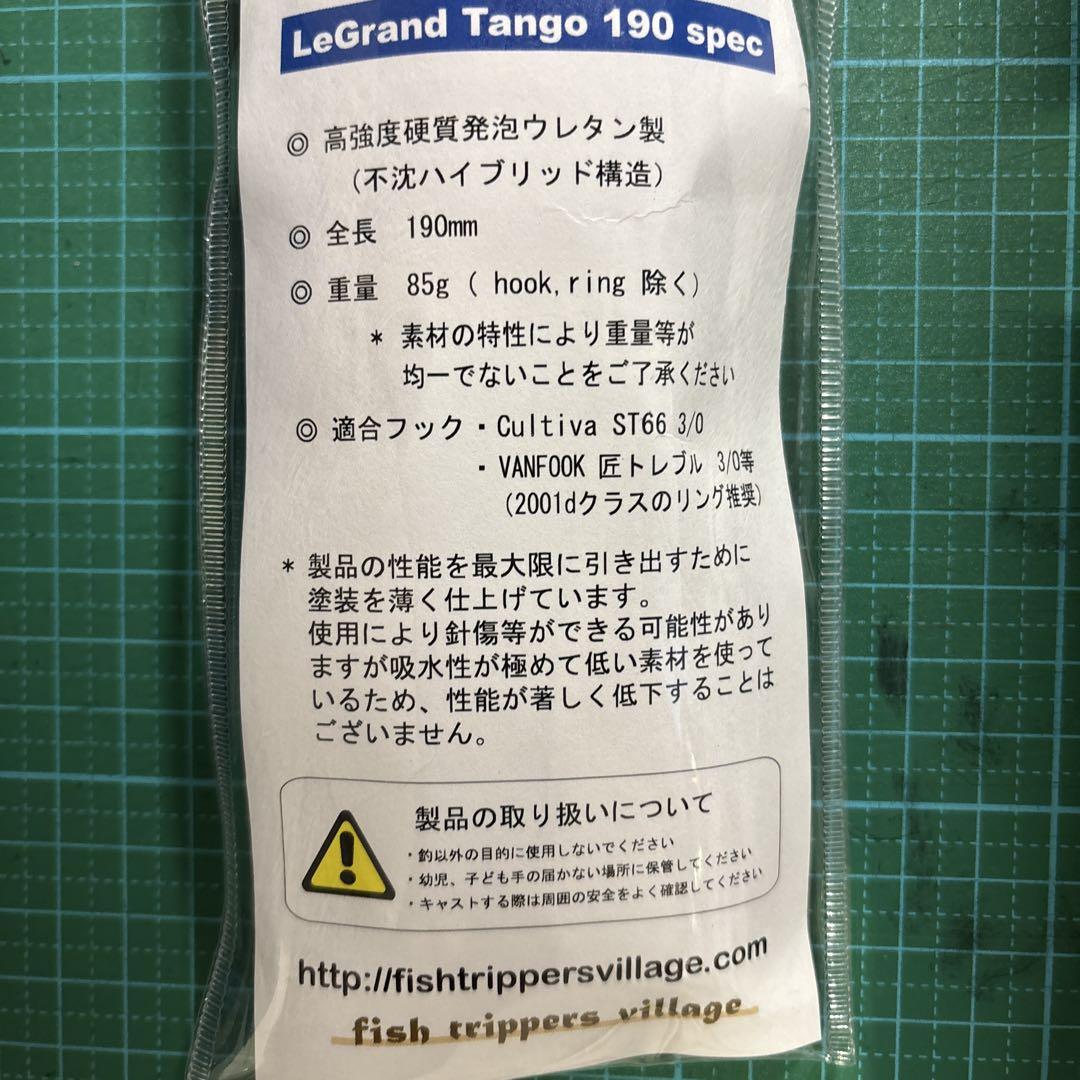 LeGrand Tango 190 spec
◎ 高強度硬質発泡ウレタン製
(不沈ハイブリッド構造)
◎ 全長 190mm
◎ 重量 85g ( hook,ring 除く)
* 素材の特性により重量等が
均一でないことをご了承ください
◎ 適合フック・Cultiva ST66 3/0
・VANFOOK 匠トレブル 3/0等
(200ldクラスのリング推奨)
* 製品の性能を最大限に引き出すために
塗装を薄く仕上げています。
使用により針傷等ができる可能性があり
ますが吸水性が極めて低い素材を使って
いるため、性能が著しく低下することは
ございません。
製品の取り扱いについて
・釣以外の目的に使用しないでください
・幼児、子ども手の届かない場所に保管してください
・キャストする際は周囲の安全をよく確認してください
http://fishtrippersvillage.com
fish trippers village